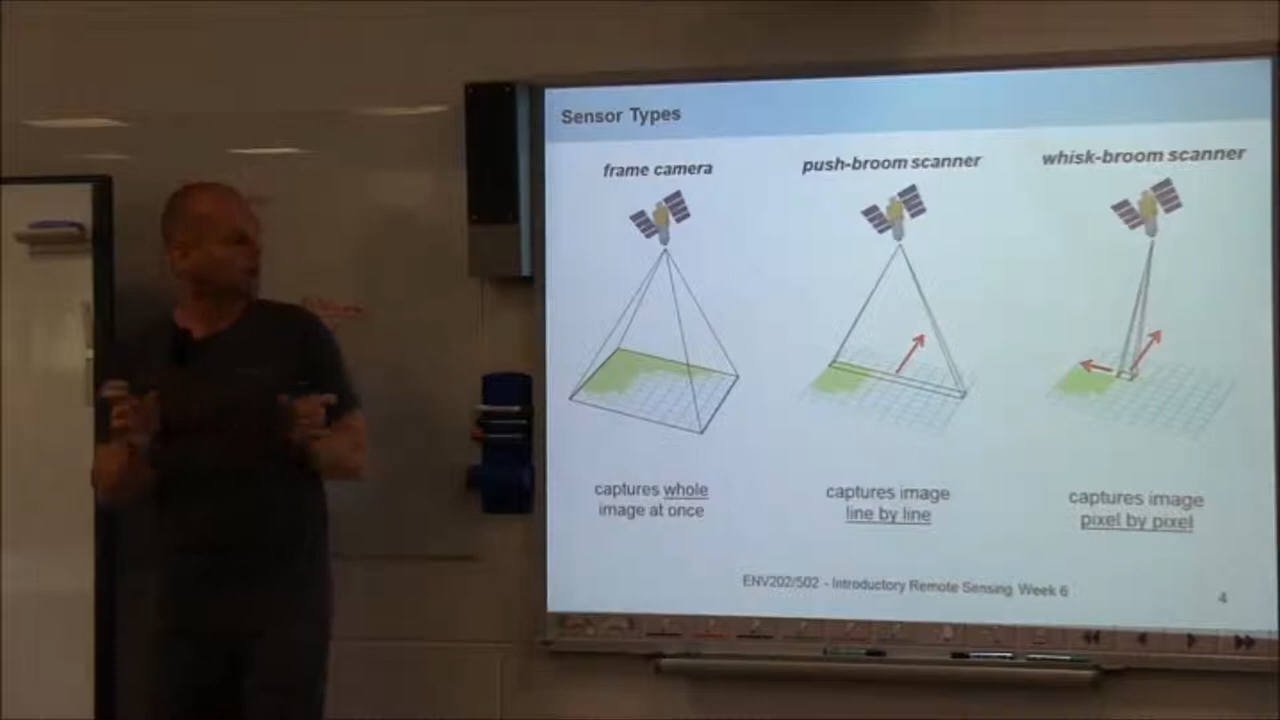 Sensor Types
frame camera
push-broom scanner
whisk-broom scanner
captures whole
image at once
captures image
line by line
captures image
pixel by pixel
ENV202/502 - Introductory Remote Sensing Week 6
4